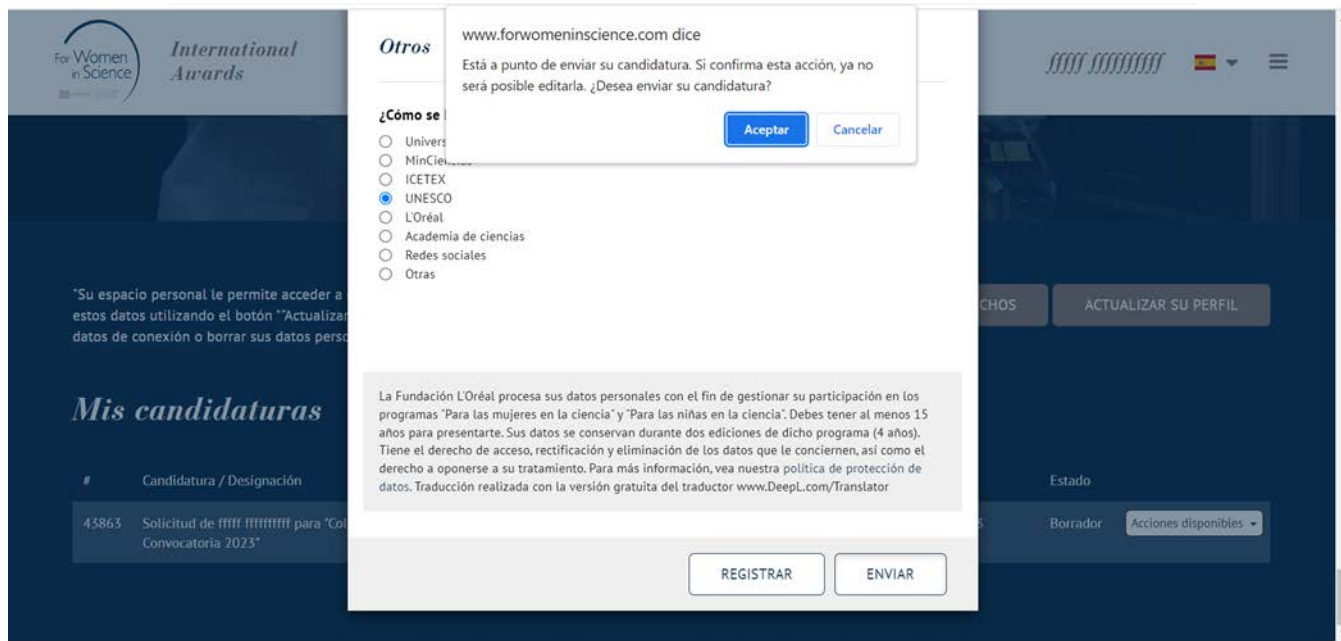 For Women
in Science
International
Awards
fffff ffffffffff
www.forwomeninscience.com dice
Está a punto de enviar su candidatura. Si confirma esta acción, ya no
será posible editarla. ¿Desea enviar su candidatura?
Aceptar
Cancelar
Otros
¿Cómo se
Univers
MinCiencias
ICETEX
UNESCO
L'Oréal
Academia de ciencias
Redes sociales
Otras
"Su espacio personal le permite acceder a
estos datos utilizando el botón ""Actualizar
datos de conexión o borrar sus datos perso
CHOS
ACTUALIZAR SU PERFIL
La Fundación L'Oréal procesa sus datos personales con el fin de gestionar su participación en los
programas "Para las mujeres en la ciencia" y "Para las niñas en la ciencia". Debes tener al menos 15
años para presentarte. Sus datos se conservan durante dos ediciones de dicho programa (4 años).
Tiene el derecho de acceso, rectificación y eliminación de los datos que le conciernen, así como el
derecho a oponerse a su tratamiento. Para más información, vea nuestra política de protección de
datos. Traducción realizada con la versión gratuita del traductor www.DeepL.com/Translator
Mis candidaturas
# Candidatura / Designación Estado
43863 Solicitud de fffff ffffffffff para "Col
Convocatoria 2023"
3 Borrador Acciones disponibles
REGISTRAR
ENVIAR